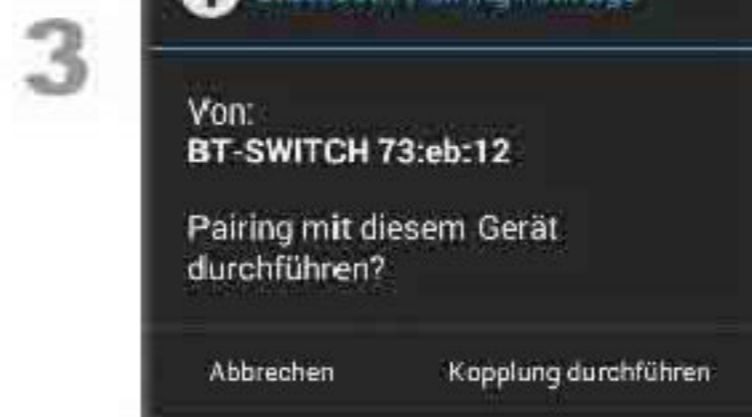 3
Von:
BT-SWITCH 73:eb:12
Pairing mit diesem Gerät
durchführen?
Abbrechen Kopplung durchführen